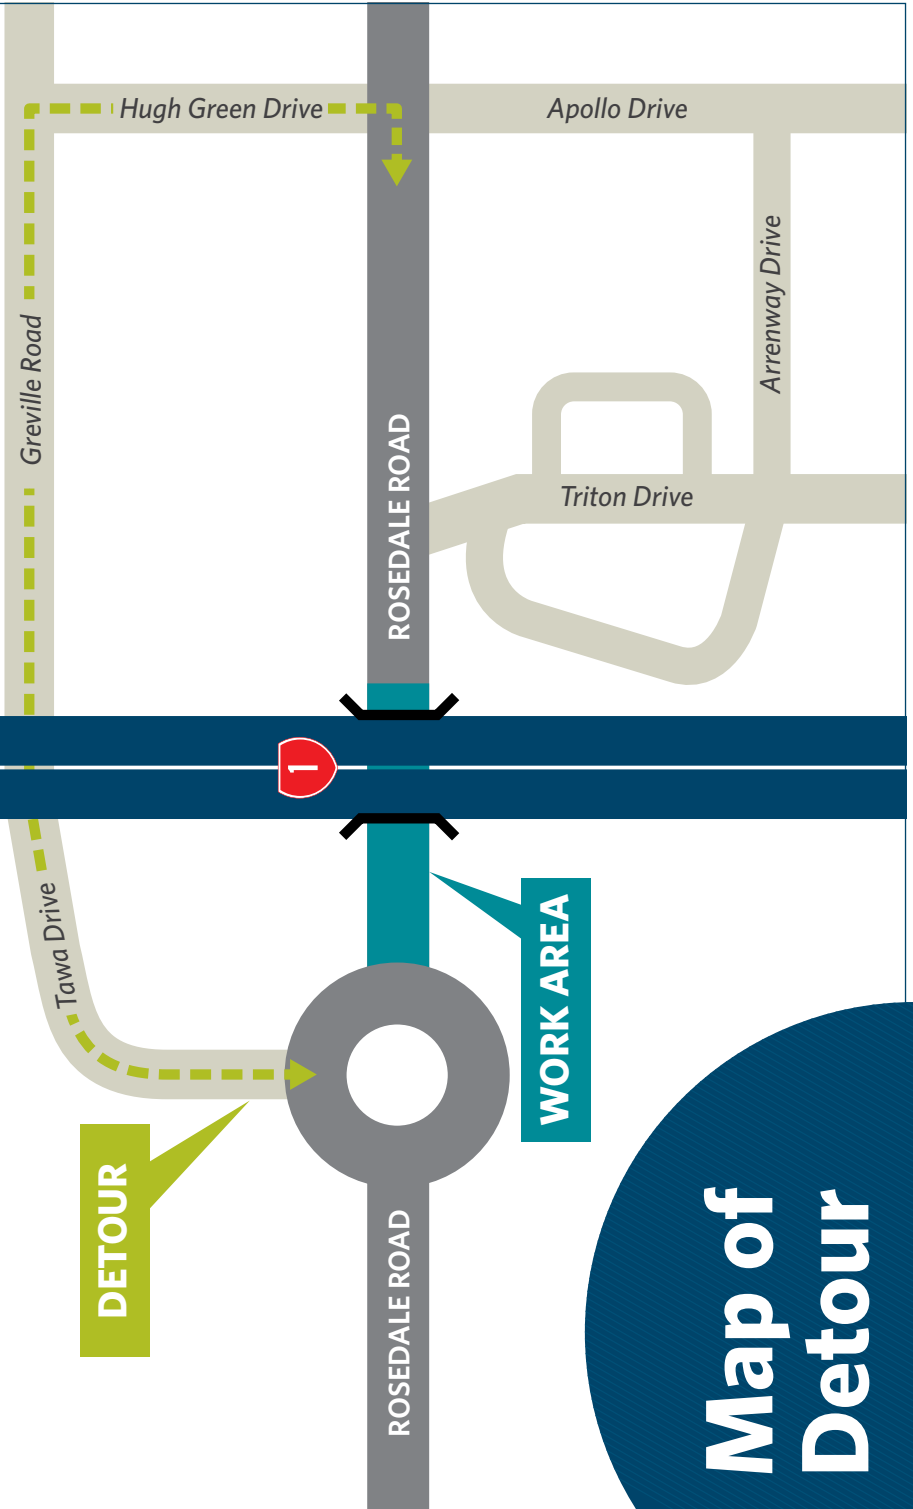 Map of
Detour
Hugh Green Drive
Apollo Drive
Greville Road
Arrenway Drive
ROSEDALE ROAD
Triton Drive
1
Tawa Drive
WORK AREA
DETOUR
ROSEDALE ROAD